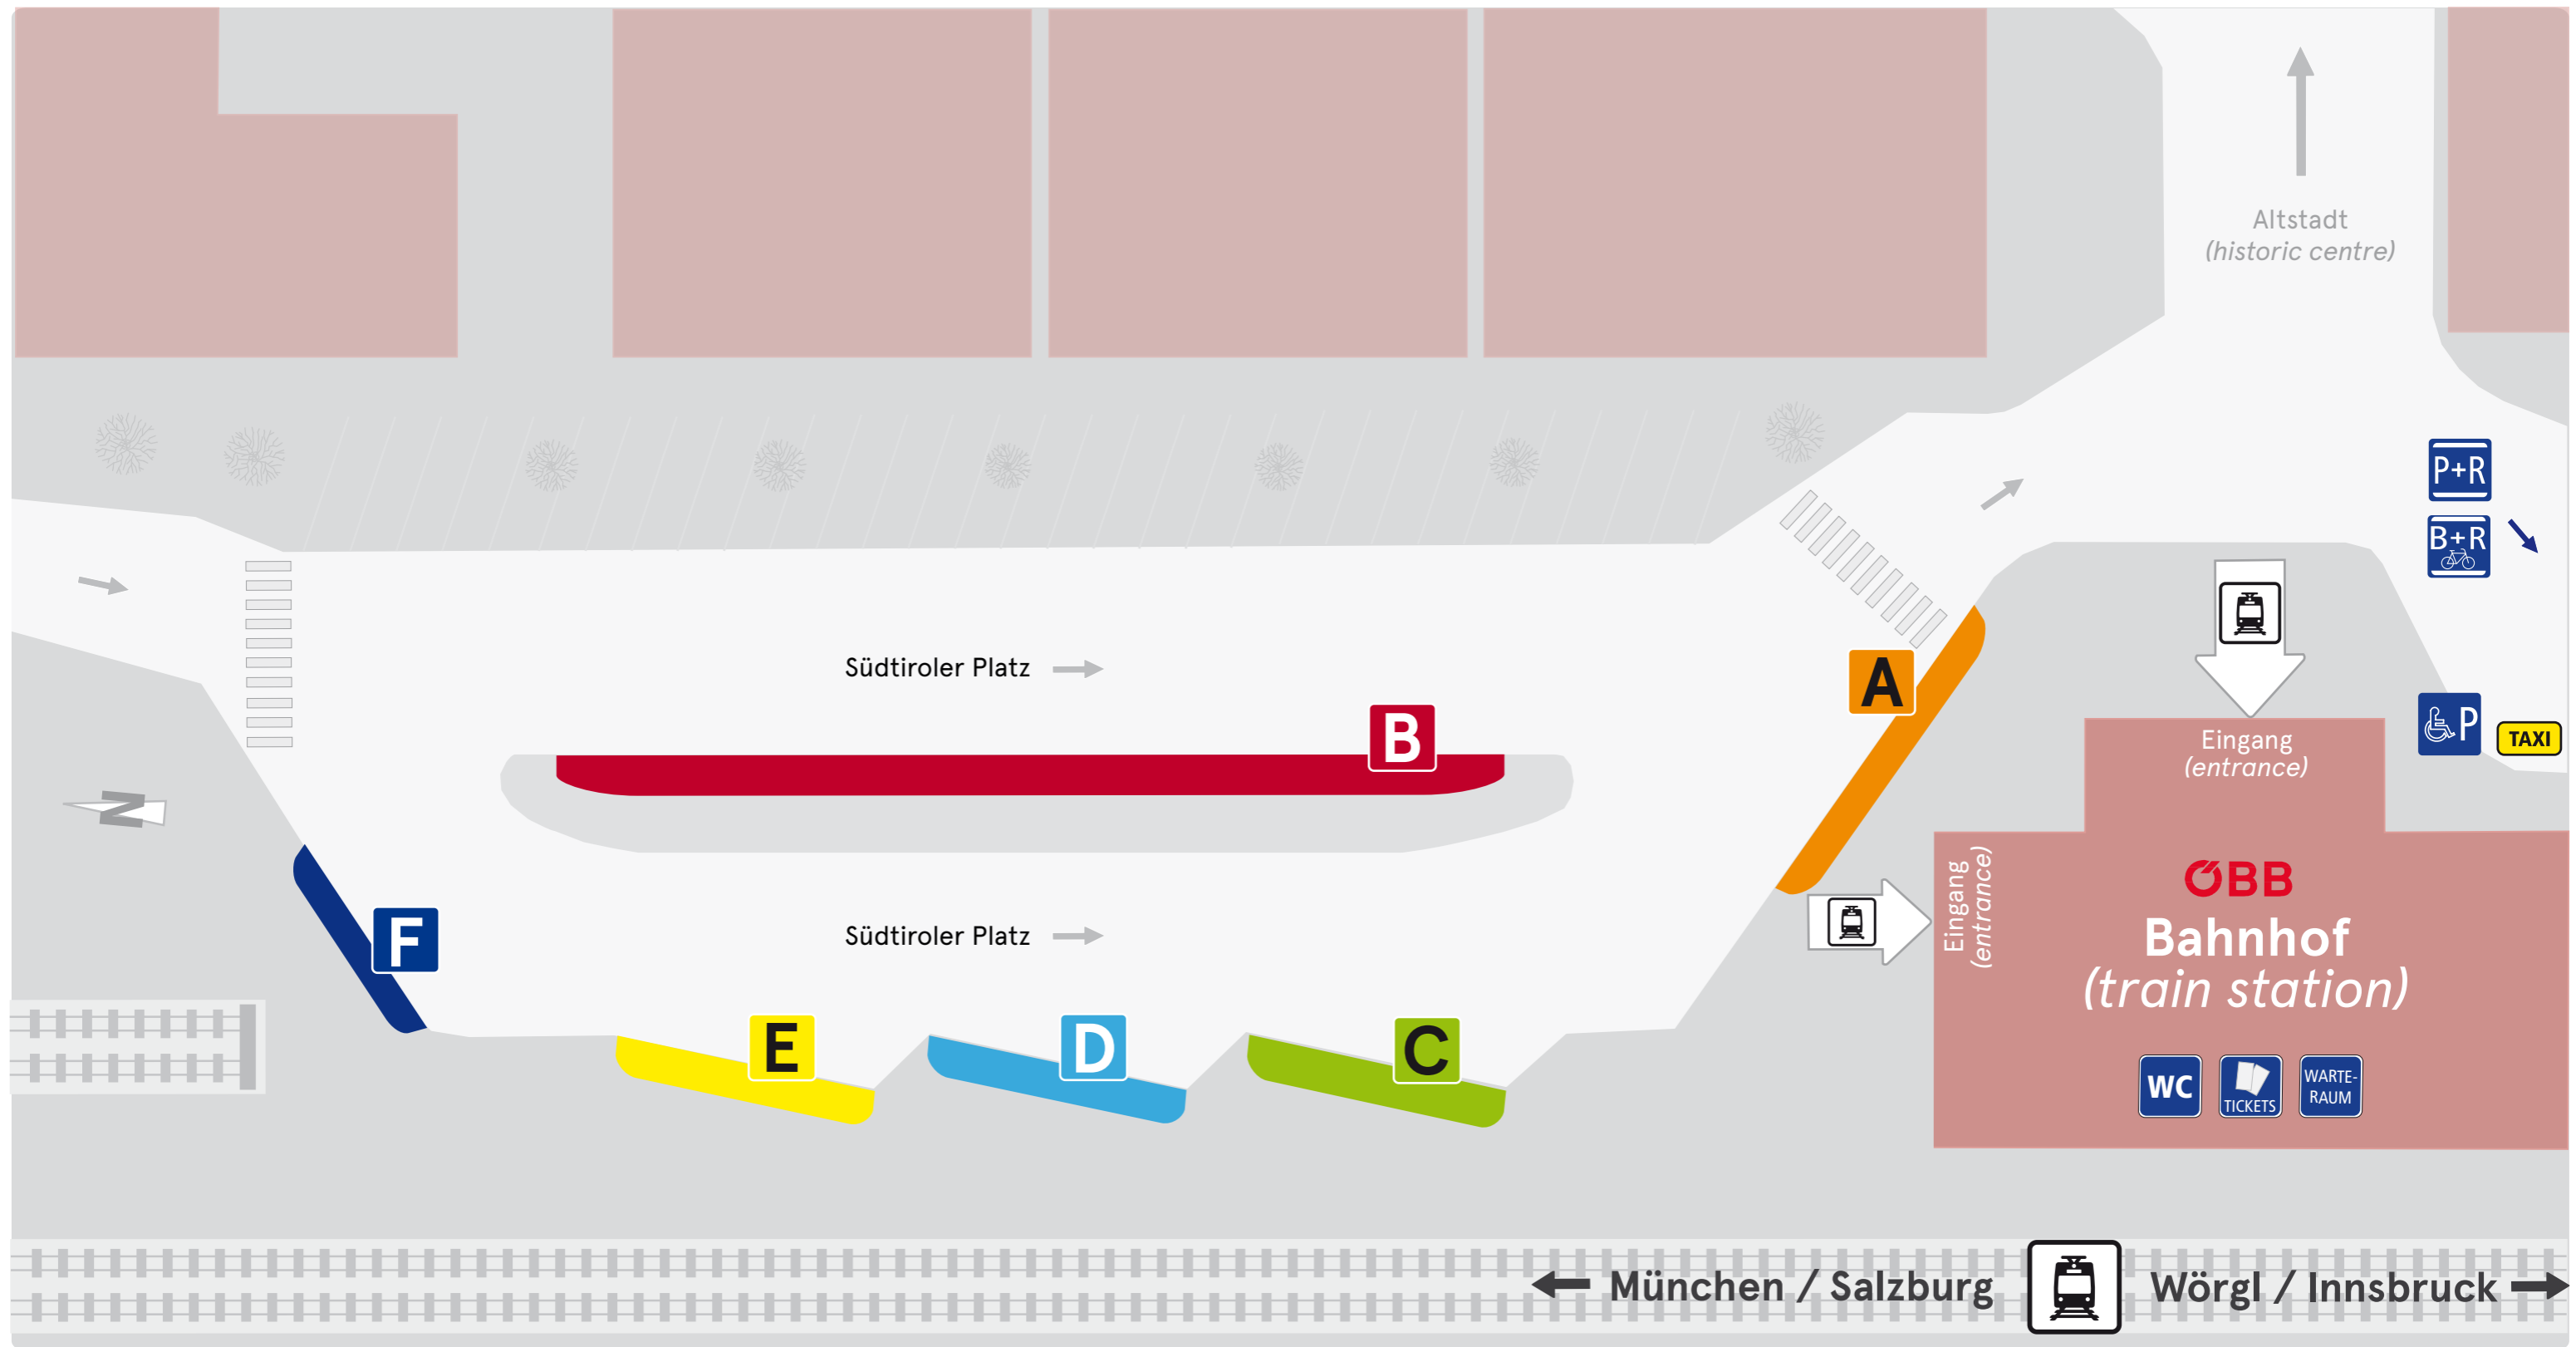 Altstadt
(historic centre)
P+R
B+R
Südtiroler Platz
A
B
P
TAXI
Eingang
(entrance)
N
Eingang
(entrance)
ÖBB
Bahnhof
(train station)
F
Südtiroler Platz
E
D
C
WC
TICKETS
WARTE-
RAUM
München / Salzburg
Wörgl / Innsbruck